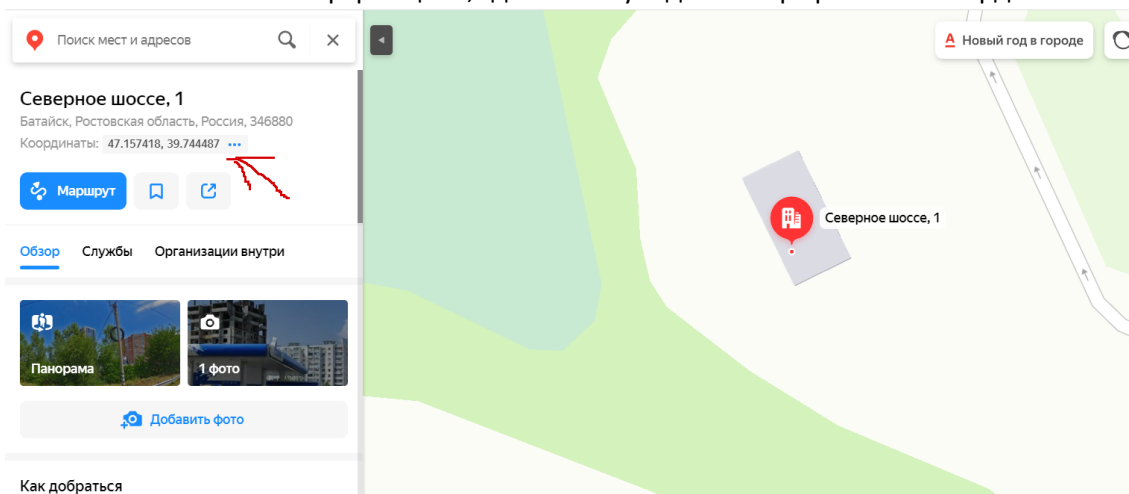 Поиск мест и адресов
А Новый год в городе
Северное шоссе, 1
Батайск, Ростовская область, Россия, 346880
Координаты: 47.157418, 39.744487 ...
Маршрут
Северное шоссе, 1
Обзор Службы Организации внутри
Панорама 1 фото
Добавить фото
Как добраться